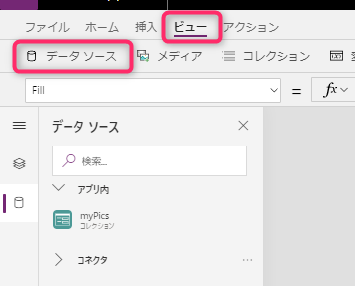 ファイル ホーム 挿入 ビュー アクション
データ ソース メディア コレクション
Fill = fx
データ ソース
検索...
アプリ内
myPics
コレクション
コネクタ ...